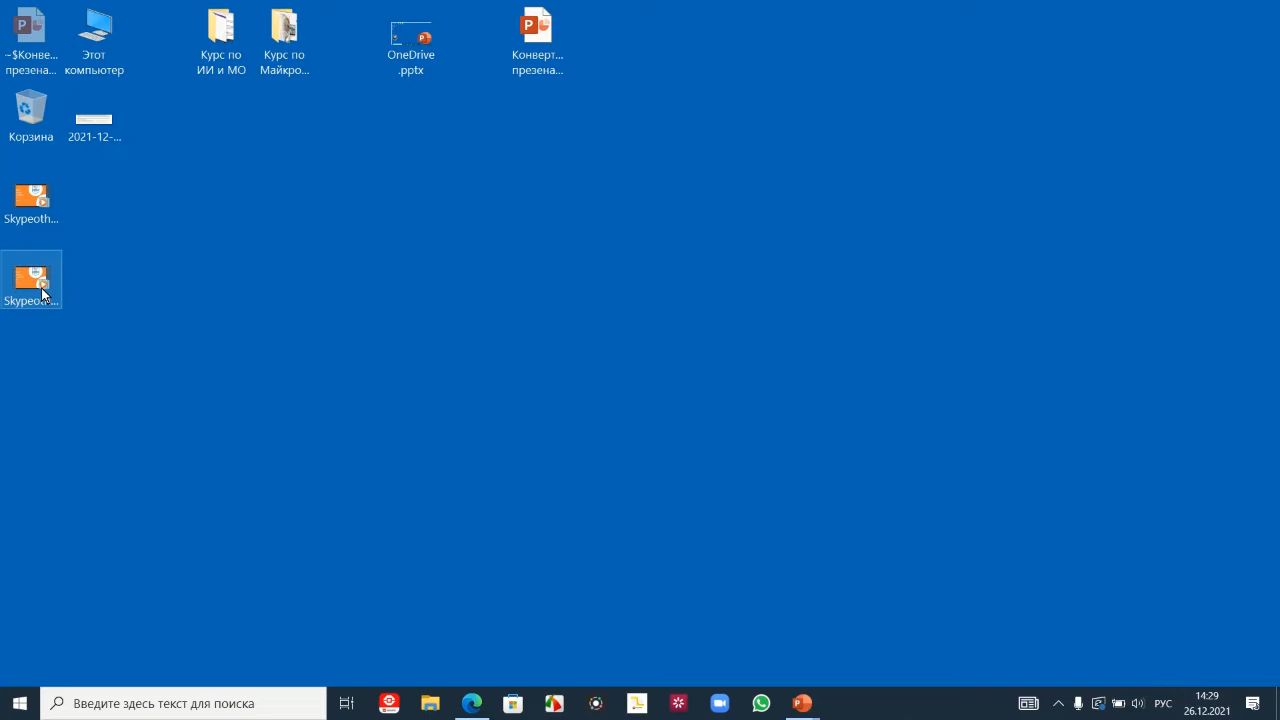 ~$Конве...
презена...
Этот
компьютер
Курс по
ИИ и МО
Курс по
Майкро...
OneDrive
.pptx
Конверт...
презена...
Корзина
2021-12-...
Skypeoth...
Введите здесь текст для поиска
РУС
14:29
26.12.2021